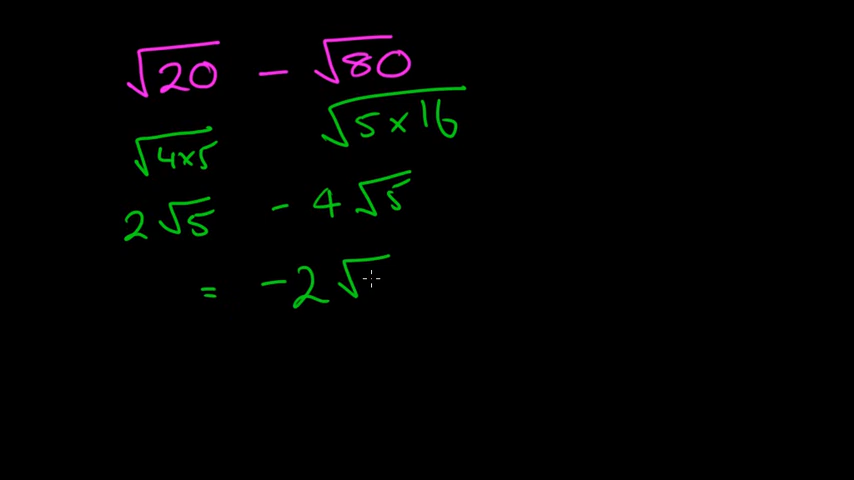 √20 - √80
√4×5 √5×16
2√5 - 4√5
= -2√